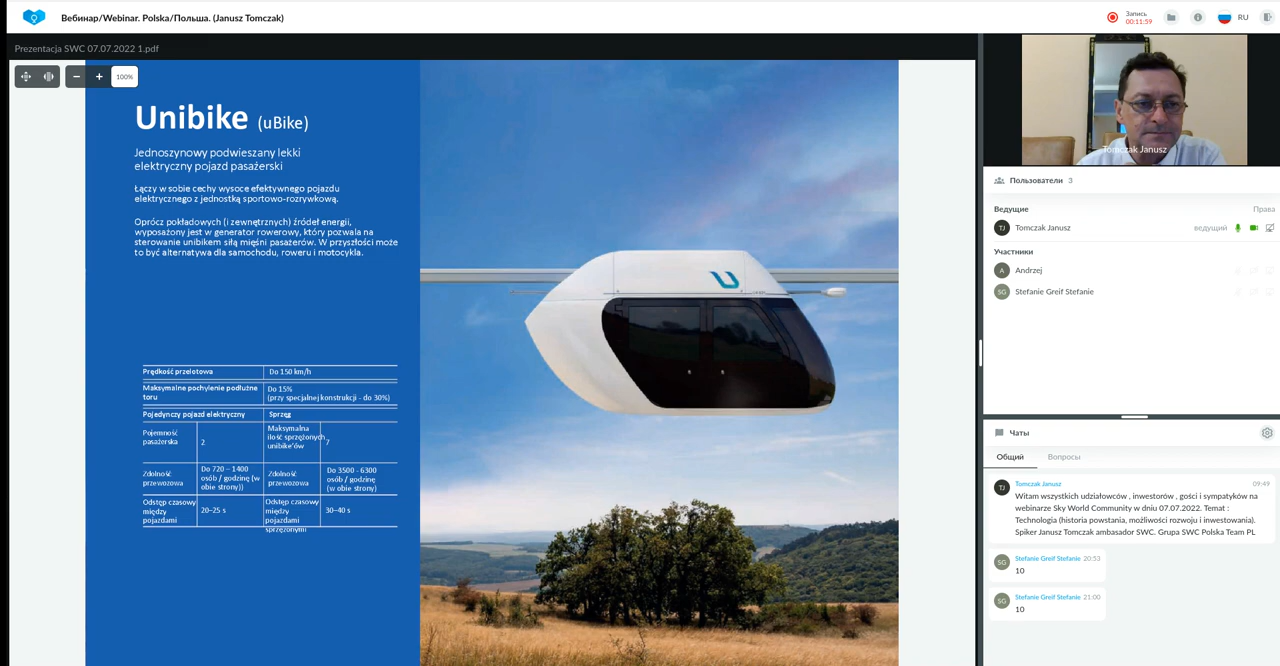 Вебинар/Webinar. Polska/Польша. (Janusz Tomczak)
Запись
00:11:59
RU
Prezentacja SWC 07.07.2022 1.pdf
100%
Unibike (uBike)
Jednoszynowy podwieszany lekki
elektryczny pojazd pasażerski
Łączy w sobie cechy wysoce efektywnego pojazdu
elektrycznego z jednostką sportowo-rozrywkową.
Oprócz pokładowych (i zewnętrznych) źródeł energii,
wyposażony jest w generator rowerowy, który pozwala na
sterowanie unibikem siłą mięśni pasażerów. W przyszłości może
to być alternatywa dla samochodu, roweru i motocykla.
Prędkość przelotowa
Do 150 km/h
Maksymalne pochylenie podłużne
toru
Do 15%
(przy specjalnej konstrukcji - do 30%)
Pojedynczy pojazd elektryczny
Sprzęg
Pojemność
pasażerska
2
Maksymalna
ilość sprzężonych
unibike'ów
7
Zdolność
przewozowa
Do 720 – 1400
osób / godzinę (w
obie strony))
Zdolność
przewozowa
Do 3500 - 6300
osób / godzinę
(w obie strony)
Odstęp czasowy
między
pojazdami
20–25 s
Odstęp czasowy
między
pojazdami
sprzężonymi
30–40 s
Tomczak Janusz
Пользователи 3
Ведущие
Права
TJ
Tomczak Janusz
ведущий
Участники
A
Andrzej
SG
Stefanie Greif Stefanie
Чаты
Общий
Вопросы
TJ
Tomczak Janusz 09:49
Witam wszystkich udziałowców , inwestorów , gości i sympatyków na
webinarze Sky World Community w dniu 07.07.2022. Temat :
Technologia (historia powstania, możliwości rozwoju i inwestowania).
Spiker Janusz Tomczak ambasador SWC. Grupa SWC Polska Team PL
SG
Stefanie Greif Stefanie 20:53
10
SG
Stefanie Greif Stefanie 21:00
10